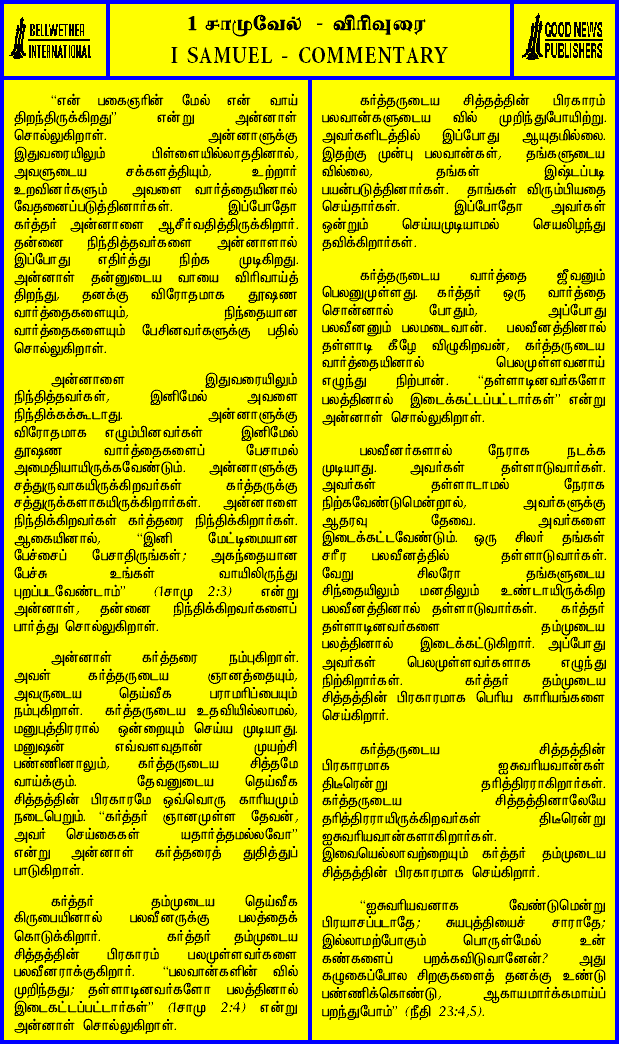 BELLWETHER
INTERNATIONAL
1 சாமுவேல் - விரிவுரை
I SAMUEL - COMMENTARY
GOOD NEWS
PUBLISHERS
“என் பகைஞரின் மேல் என் வாய்
திறந்திருக்கிறது” என்று அன்னாள்
சொல்லுகிறாள். அன்னாளுக்கு
இதுவரையிலும் பிள்ளையில்லாததினால்,
அவளுடைய சக்களத்தியும், உற்றார்
உறவினர்களும் அவளை வார்த்தையினால்
வேதனைப்படுத்தினார்கள். இப்போதோ
கர்த்தர் அன்னாளை ஆசீர்வதித்திருக்கிறார்.
தன்னை நிந்தித்தவர்களை அன்னாளால்
இப்போது எதிர்த்து நிற்க முடிகிறது.
அன்னாள் தன்னுடைய வாயை விரிவாய்த்
திறந்து, தனக்கு விரோதமாக தூஷண
வார்த்தைகளையும், நிந்தையான
வார்த்தைகளையும் பேசினவர்களுக்கு பதில்
சொல்லுகிறாள்.
அன்னாளை இதுவரையிலும்
நிந்தித்தவர்கள், இனிமேல் அவளை
நிந்திக்கக்கூடாது. அன்னாளுக்கு
விரோதமாக எழும்பினவர்கள் இனிமேல்
தூஷண வார்த்தைகளைப் பேசாமல்
அமைதியாயிருக்கவேண்டும். அன்னாளுக்கு
சத்துருவாகயிருக்கிறவர்கள் கர்த்தருக்கு
சத்துருக்களாகயிருக்கிறார்கள். அன்னாளை
நிந்திக்கிறவர்கள் கர்த்தரை நிந்திக்கிறார்கள்.
ஆகையினால், “இனி மேட்டிமையான
பேச்சைப் பேசாதிருங்கள்; அகந்தையான
பேச்சு உங்கள் வாயிலிருந்து
புறப்படவேண்டாம்” (1சாமு 2:3) என்று
அன்னாள், தன்னை நிந்திக்கிறவர்களைப்
பார்த்து சொல்லுகிறாள்.
அன்னாள் கர்த்தரை நம்புகிறாள்.
அவள் கர்த்தருடைய ஞானத்தையும்,
அவருடைய தெய்வீக பராமரிப்பையும்
நம்புகிறாள். கர்த்தருடைய உதவியில்லாமல்,
மனுபுத்திரரால் ஒன்றையும் செய்ய முடியாது.
மனுஷன் எவ்வளவுதான் முயற்சி
பண்ணினாலும், கர்த்தருடைய சித்தமே
வாய்க்கும். தேவனுடைய தெய்வீக
சித்தத்தின் பிரகாரமே ஒவ்வொரு காரியமும்
நடைபெறும். “கர்த்தர் ஞானமுள்ள தேவன்,
அவர் செய்கைகள் யதார்த்தமல்லவோ”
என்று அன்னாள் கர்த்தரைத் துதித்துப்
பாடுகிறாள்.
கர்த்தர் தம்முடைய தெய்வீக
கிருபையினால் பலவீனருக்கு பலத்தைக்
கொடுக்கிறார். கர்த்தர் தம்முடைய
சித்தத்தின் பிரகாரம் பலமுள்ளவர்களை
பலவீனராக்குகிறார். “பலவான்களின் வில்
முறிந்தது; தள்ளாடினவர்களோ பலத்தினால்
இடைகட்டப்பட்டார்கள்” (1சாமு 2:4) என்று
அன்னாள் சொல்லுகிறாள்.
கர்த்தருடைய சித்தத்தின் பிரகாரம்
பலவான்களுடைய வில் முறிந்துபோயிற்று.
அவர்களிடத்தில் இப்போது ஆயுதமில்லை.
இதற்கு முன்பு பலவான்கள், தங்களுடைய
வில்லை, தங்கள் இஷ்டப்படி
பயன்படுத்தினார்கள். தாங்கள் விரும்பியதை
செய்தார்கள். இப்போதோ அவர்கள்
ஒன்றும் செய்யமுடியாமல் செயலிழந்து
தவிக்கிறார்கள்.
கர்த்தருடைய வார்த்தை ஜீவனும்
பெலனுமுள்ளது. கர்த்தர் ஒரு வார்த்தை
சொன்னால் போதும், அப்போது
பலவீனனும் பலமடைவான். பலவீனத்தினால்
தள்ளாடி கீழே விழுகிறவன், கர்த்தருடைய
வார்த்தையினால் பெலமுள்ளவனாய்
எழுந்து நிற்பான். “தள்ளாடினவர்களோ
பலத்தினால் இடைக்கட்டப்பட்டார்கள்” என்று
அன்னாள் சொல்லுகிறாள்.
பலவீனர்களால் நேராக நடக்க
முடியாது. அவர்கள் தள்ளாடுவார்கள்.
அவர்கள் தள்ளாடாமல் நேராக
நிற்கவேண்டுமென்றால், அவர்களுக்கு
ஆதரவு தேவை. அவர்களை
இடைக்கட்டவேண்டும். ஒரு சிலர் தங்கள்
சரீர பலவீனத்தில் தள்ளாடுவார்கள்.
வேறு சிலரோ தங்களுடைய
சிந்தையிலும் மனதிலும் உண்டாயிருக்கிற
பலவீனத்தினால் தள்ளாடுவார்கள். கர்த்தர்
தள்ளாடினவர்களை தம்முடைய
பலத்தினால் இடைக்கட்டுகிறார். அப்போது
அவர்கள் பெலமுள்ளவர்களாக எழுந்து
நிற்கிறார்கள். கர்த்தர் தம்முடைய
சித்தத்தின் பிரகாரமாக பெரிய காரியங்களை
செய்கிறார்.
கர்த்தருடைய சித்தத்தின்
பிரகாரமாக ஐசுவரியவான்கள்
திடீரென்று தரித்திரராகிறார்கள்.
கர்த்தருடைய சித்தத்தினாலேயே
தரித்திரராயிருக்கிறவர்கள் திடீரென்று
ஐசுவரியவான்களாகிறார்கள்.
இவையெல்லாவற்றையும் கர்த்தர் தம்முடைய
சித்தத்தின் பிரகாரமாக செய்கிறார்.
“ஐசுவரியவனாக வேண்டுமென்று
பிரயாசப்படாதே; சுயபுத்தியைச் சாராதே;
இல்லாமற்போகும் பொருள்மேல் உன்
கண்களைப் பறக்கவிடுவானேன்? அது
கழுகைப்போல சிறகுகளைத் தனக்கு உண்டு
பண்ணிக்கொண்டு, ஆகாயமார்க்கமாய்ப்
பறந்துபோம்” (நீதி 23:4,5).